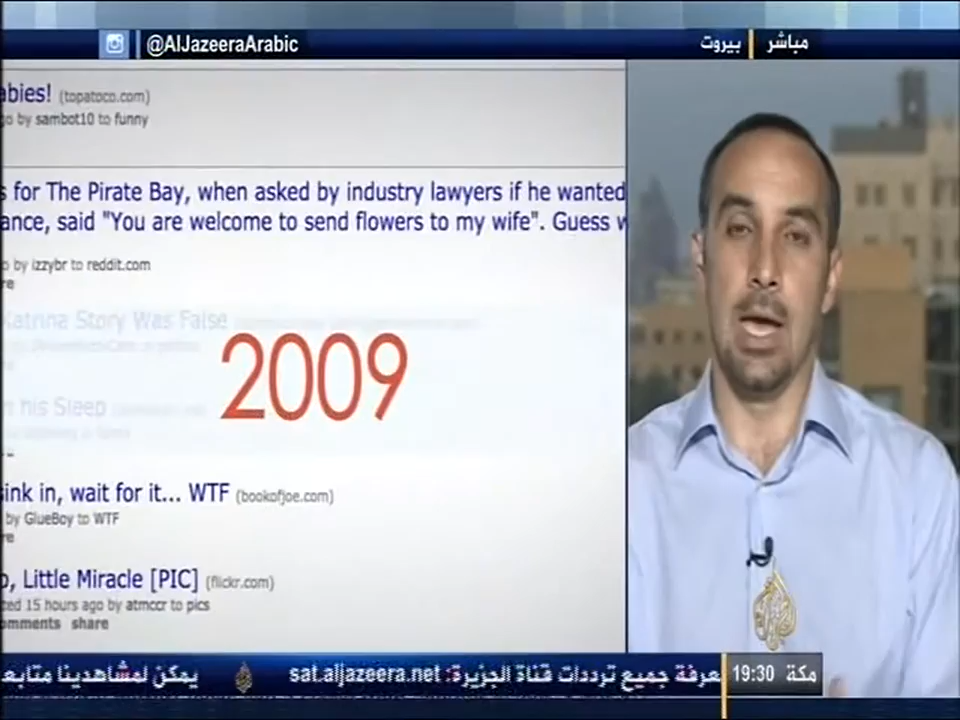 @AlJazeeraArabic
مباشر
بيروت
abies! (topatoco.com)
go by sambot10 to funny
s for The Pirate Bay, when asked by industry lawyers if he wanted
ance, said "You are welcome to send flowers to my wife". Guess w
o by izzybr to reddit.com
re
Katrina Story Was False
2009
n his Sleep
ink in, wait for it... WTF (bookofjoe.com)
by GlueBoy to WTF
re
o, Little Miracle [PIC] (flickr.com)
ted 15 hours ago by atmccr to pics
omments share
مكة 19:30
عرفة جميع ترددات قناة الجزيرة: sat.aljazeera.net
يمكن لمشاهدينا متابعة